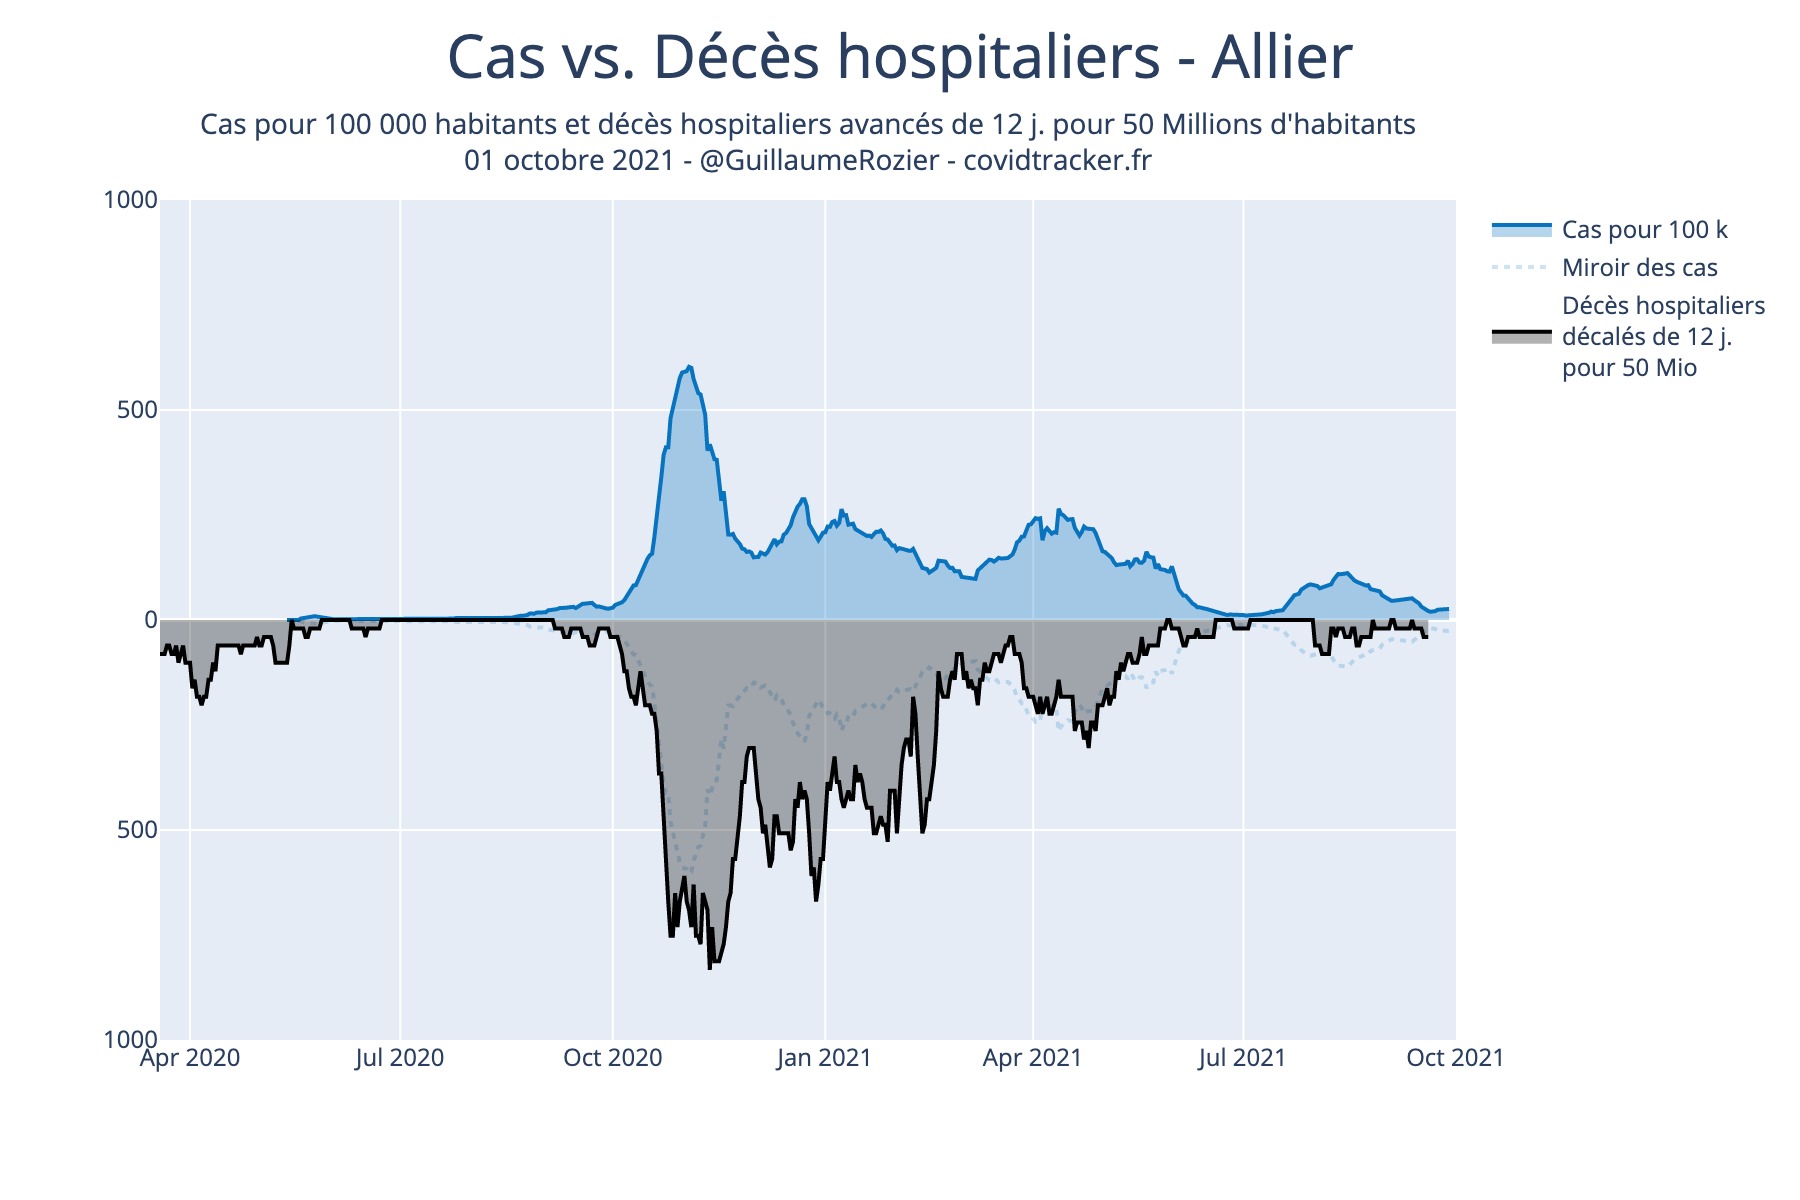 Cas vs. Décès hospitaliers - Allier
Cas pour 100 000 habitants et décès hospitaliers avancés de 12 j. pour 50 Millions d'habitants
01 octobre 2021 - @GuillaumeRozier - covidtracker.fr
1000
500
0
500
1000
Apr 2020
Jul 2020
Oct 2020
Jan 2021
Apr 2021
Jul 2021
Oct 2021
Cas pour 100 k
Miroir des cas
Décès hospitaliers
décalés de 12 j.
pour 50 Mio